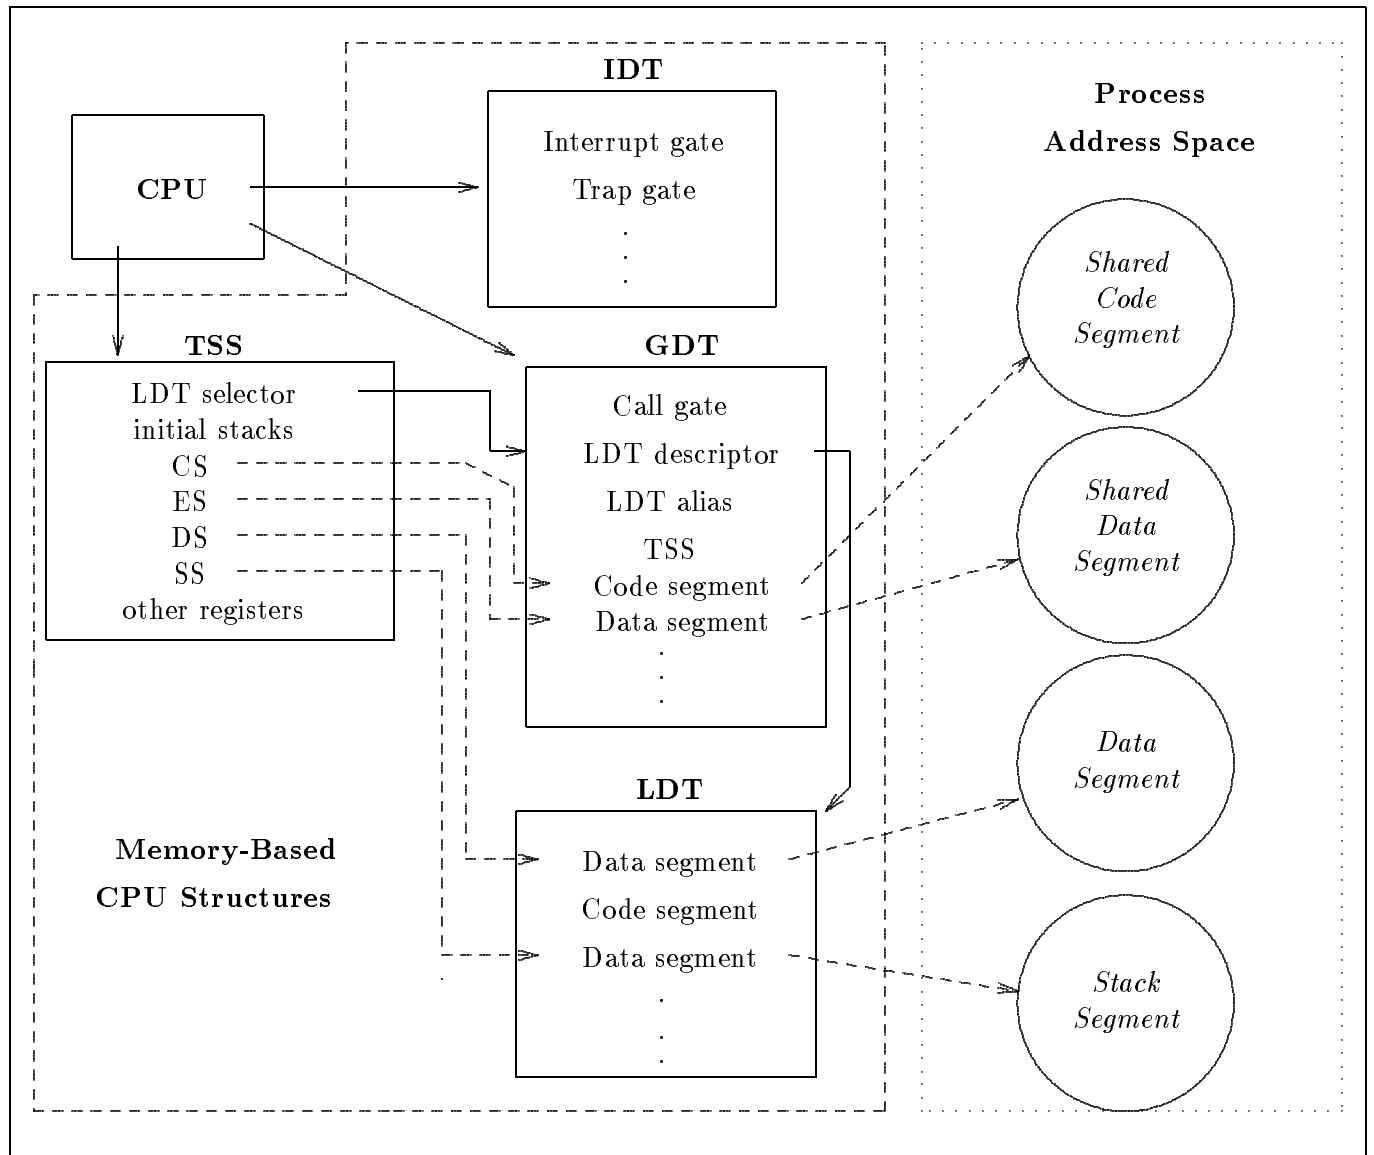 IDT
Interrupt gate
Trap gate
.
.
.
CPU
TSS
LDT selector
initial stacks
CS
ES
DS
SS
other registers
GDT
Call gate
LDT descriptor
LDT alias
TSS
Code segment
Data segment
.
.
.
LDT
Data segment
Code segment
Data segment
.
.
.
Memory-Based
CPU Structures
Process
Address Space
Shared
Code
Segment
Shared
Data
Segment
Data
Segment
Stack
Segment